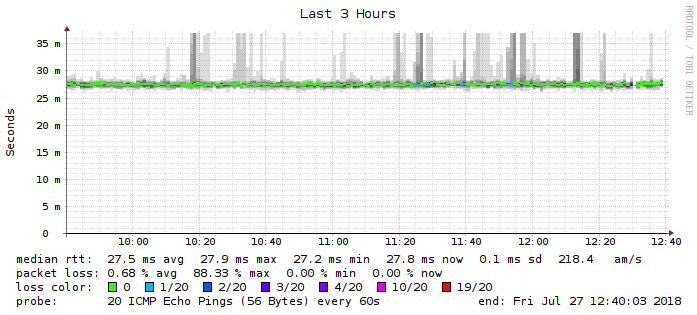 Last 3 Hours
RRDTOOL / TOBI OETIKER
Seconds
35 m
30 m
25 m
20 m
15 m
10 m
5 m
0
10:00 10:20 10:40 11:00 11:20 11:40 12:00 12:20 12:40
median rtt: 27.5 ms avg 27.9 ms max 27.2 ms min 27.8 ms now 0.1 ms sd 218.4 am/s
packet loss: 0.68 % avg 88.33 % max 0.00 % min 0.00 % now
loss color: 0 1/20 2/20 3/20 4/20 10/20 19/20
probe: 20 ICMP Echo Pings (56 Bytes) every 60s end: Fri Jul 27 12:40:03 2018